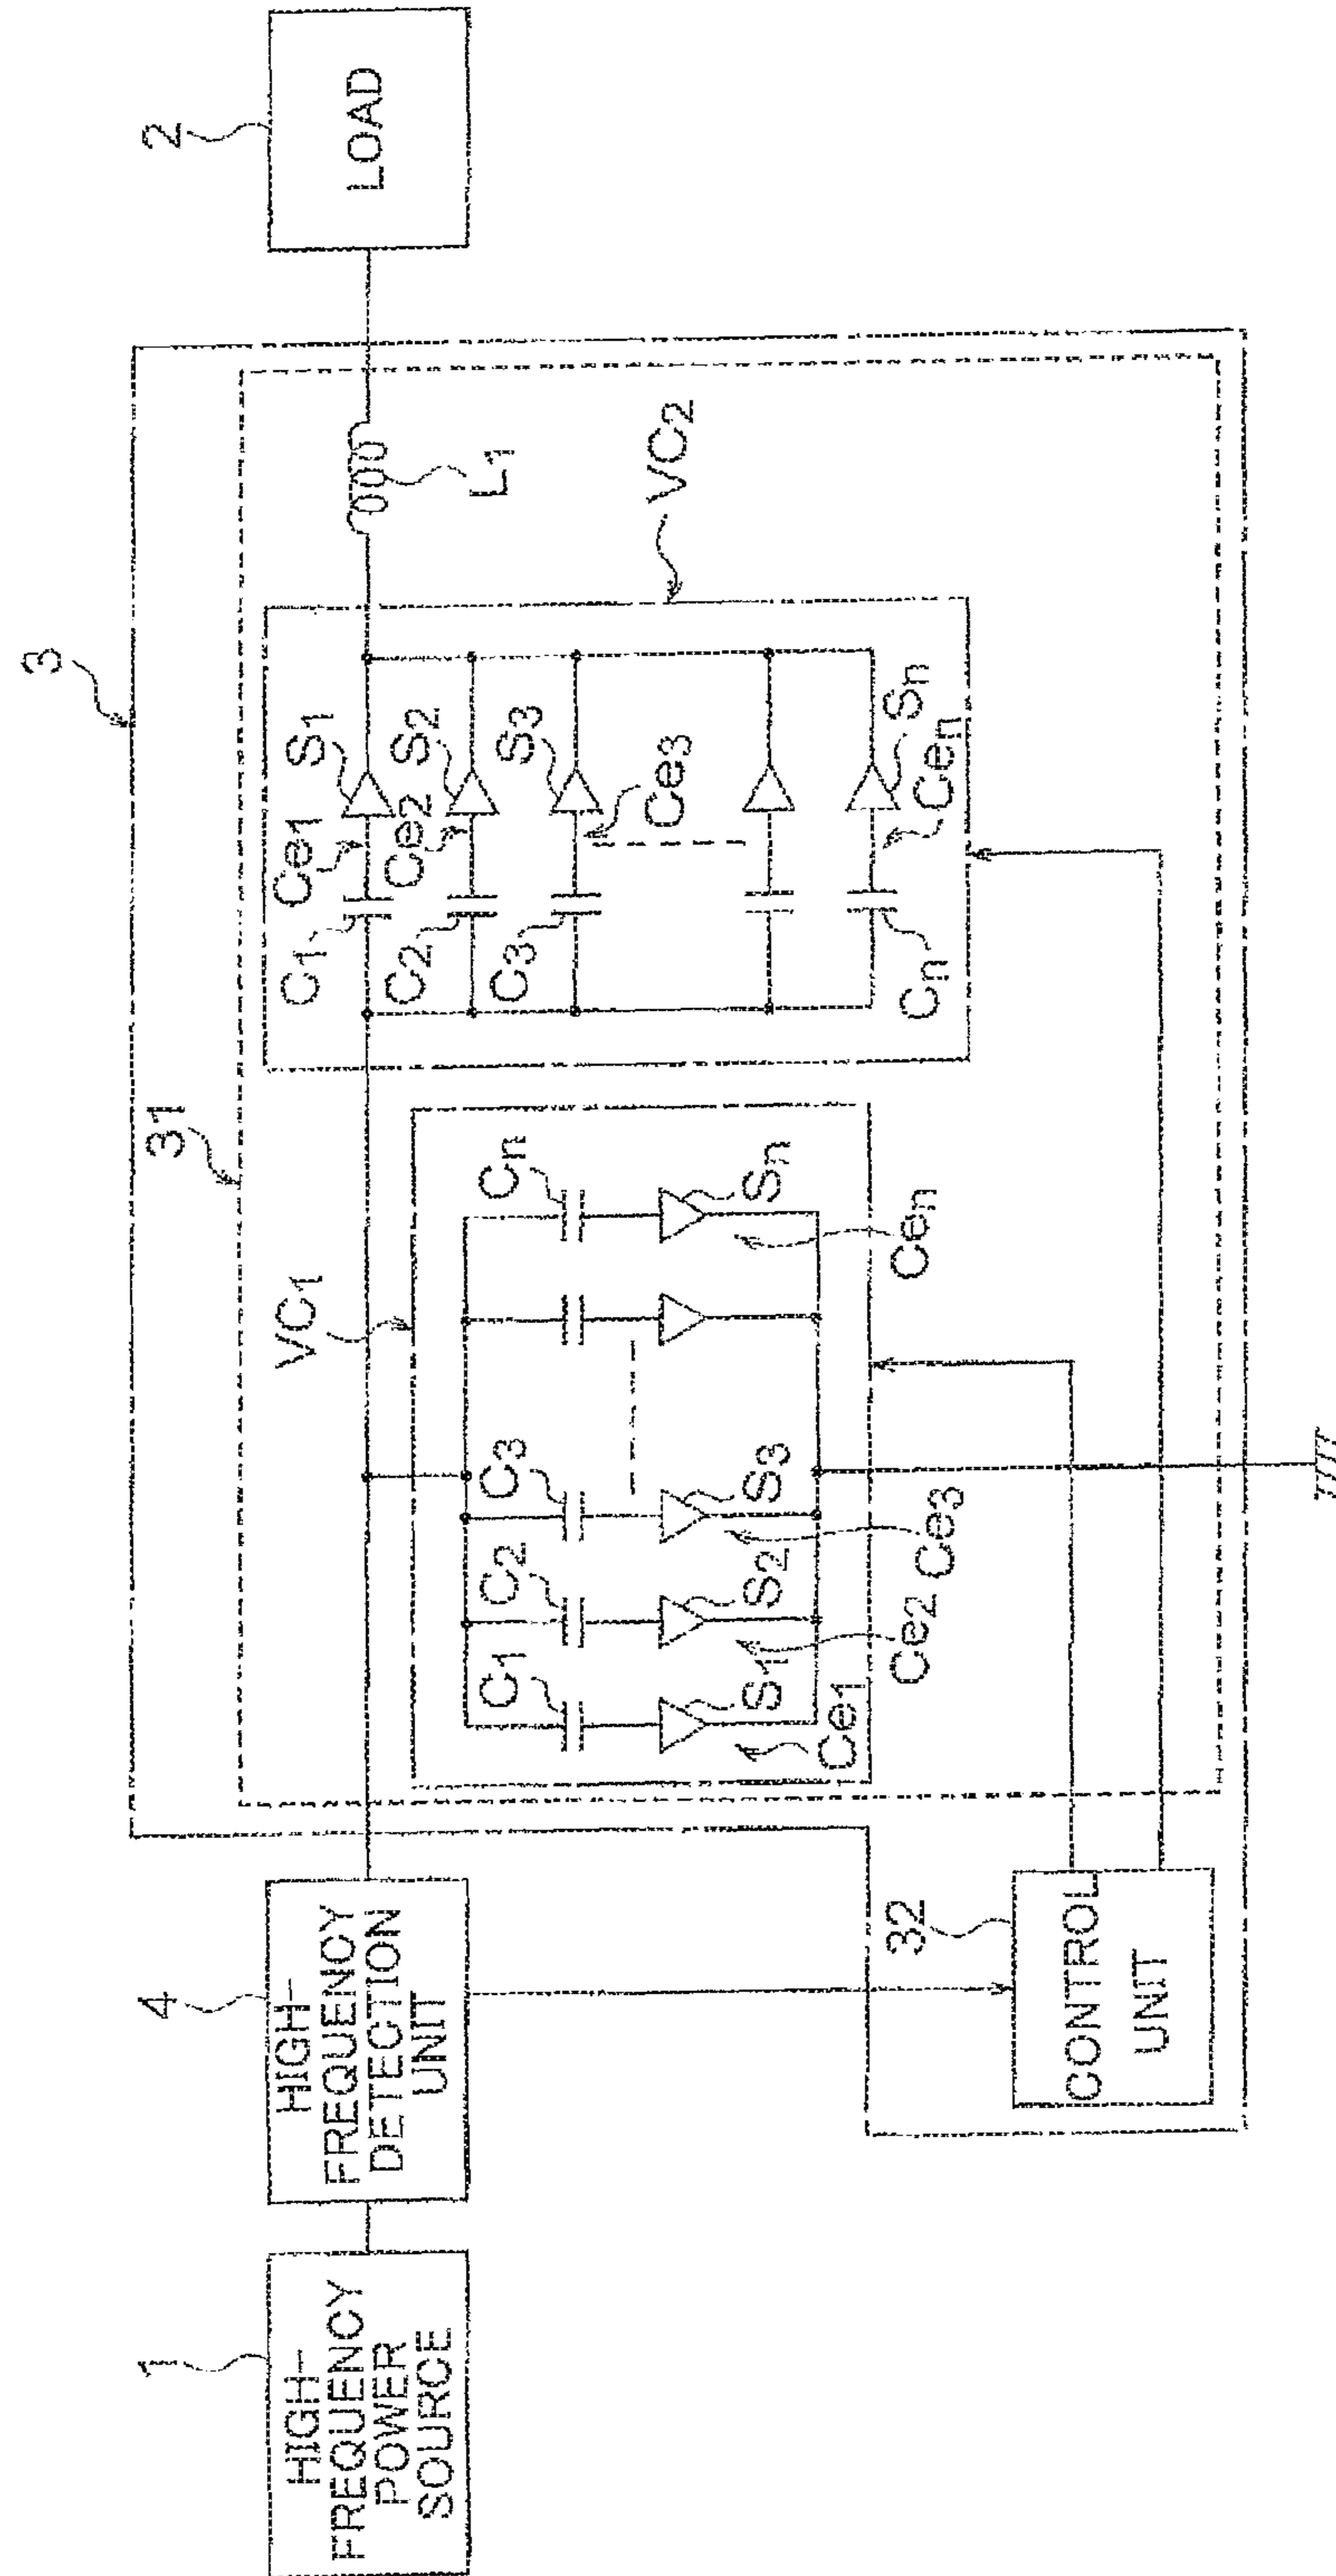 3
31
1
4
2
HIGH-
FREQUENCY
POWER
SOURCE
HIGH-
FREQUENCY
DETECTION
UNIT
LOAD
VC1
C1
C2
C3
Cn
S1
S2
S3
Sn
Ce1
Ce2
Ce3
Cen
C1
Ce1
S1
C2
Ce2
S2
C3
S3
Ce3
Cn
Cen
Sn
L1
VC2
32
CONTROL
UNIT